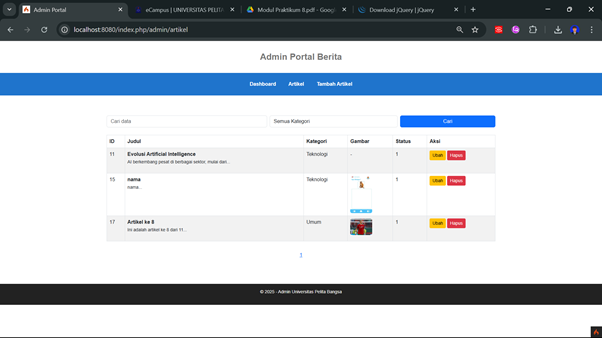 Admin Portal
eCampus | UNIVERSITAS PELITA
Modul Praktikum 8.pdf - Goog
Download jQuery | jQuery
localhost:8080/index.php/admin/artikel
Admin Portal Berita
Dashboard Artikel Tambah Artikel
Cari data Semua Kategori Cari
ID Judul Kategori Gambar Status Aksi
11 Evolusi Artificial Intelligence Teknologi - 1 Ubah Hapus
AI berkembang pesat di berbagai sektor, mulai dari...
15 nama Teknologi 1 Ubah Hapus
nama...
17 Artikel ke 8 Umum 1 Ubah Hapus
Ini adalah artikel ke 8 dari 11...
1
© 2025 - Admin Universitas Pelita Bangsa